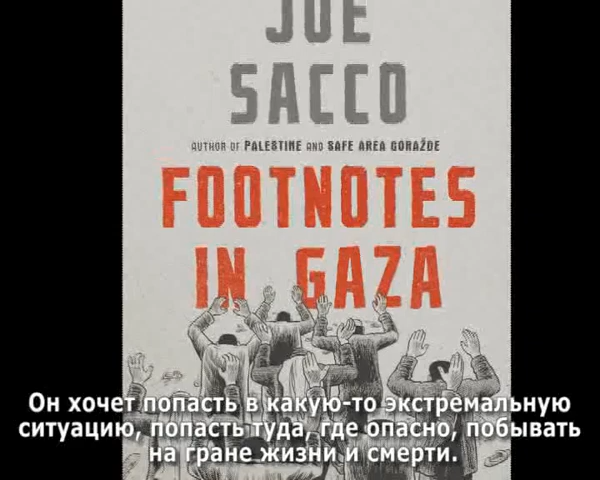 JOE
SACCO
AUTHOR OF PALESTINE AND SAFE AREA GORAŽDE
FOOTNOTES
IN GAZA
Он хочет попасть в какую-то экстремальную
ситуацию, попасть туда, где опасно, побывать
на гране жизни и смерти.